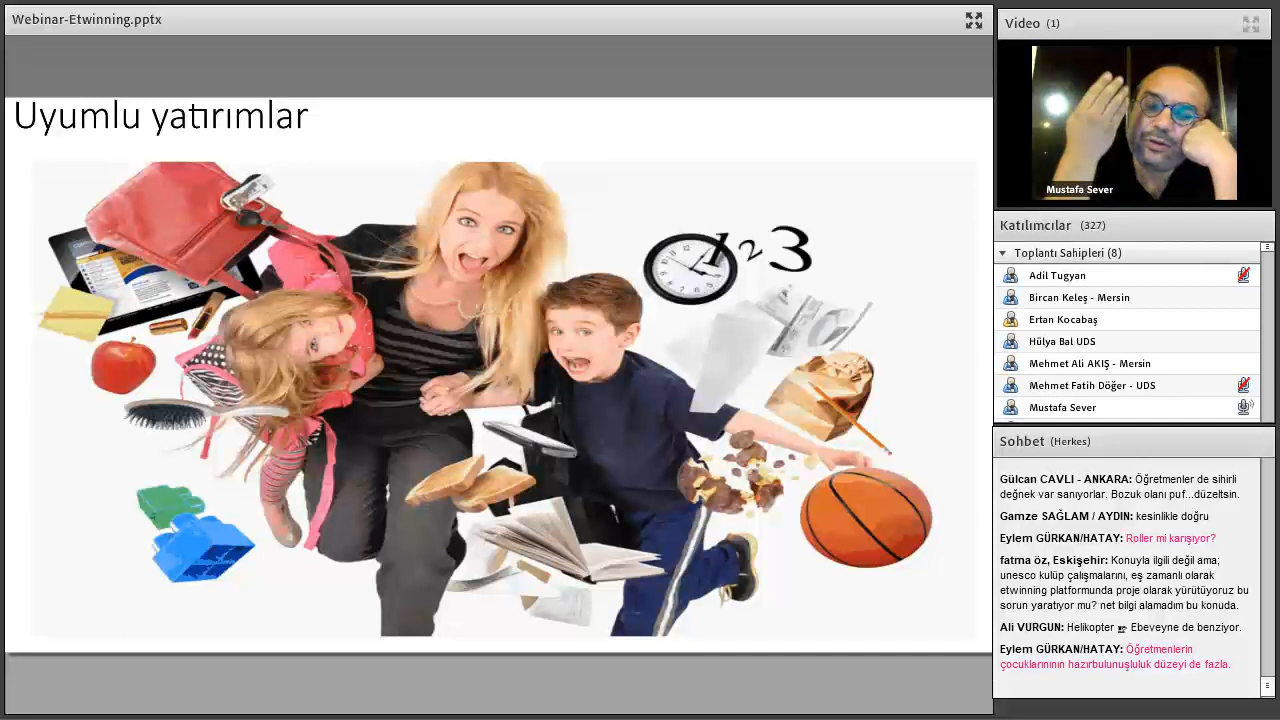 Webinar-Etwinning.pptx
Uyumlu yatırımlar
1 2 3
Video (1)
Mustafa Sever
Katılımcılar (327)
Toplantı Sahipleri (8)
Adil Tugyan
Bircan Keleş - Mersin
Ertan Kocabaş
Hülya Bal UDS
Mehmet Ali AKIŞ - Mersin
Mehmet Fatih Döğer - UDS
Mustafa Sever
Sohbet (Herkes)
Gülcan CAVLI - ANKARA: Öğretmenler de sihirli
değnek var sanıyorlar. Bozuk olanı puf...düzeltsin.
Gamze SAĞLAM / AYDIN: kesinlikle doğru
Eylem GÜRKAN/HATAY: Roller mi karışıyor?
fatma öz, Eskişehir: Konuyla ilgili değil ama;
unesco kulüp çalışmalarını, eş zamanlı olarak
etwinning platformunda proje olarak yürütüyoruz bu
sorun yaratıyor mu? net bilgi alamadım bu konuda.
Ali VURGUN: Helikopter Ebeveyne de benziyor.
Eylem GÜRKAN/HATAY: Öğretmenlerin
çocuklarınının hazırbulunuşluluk düzeyi de fazla.